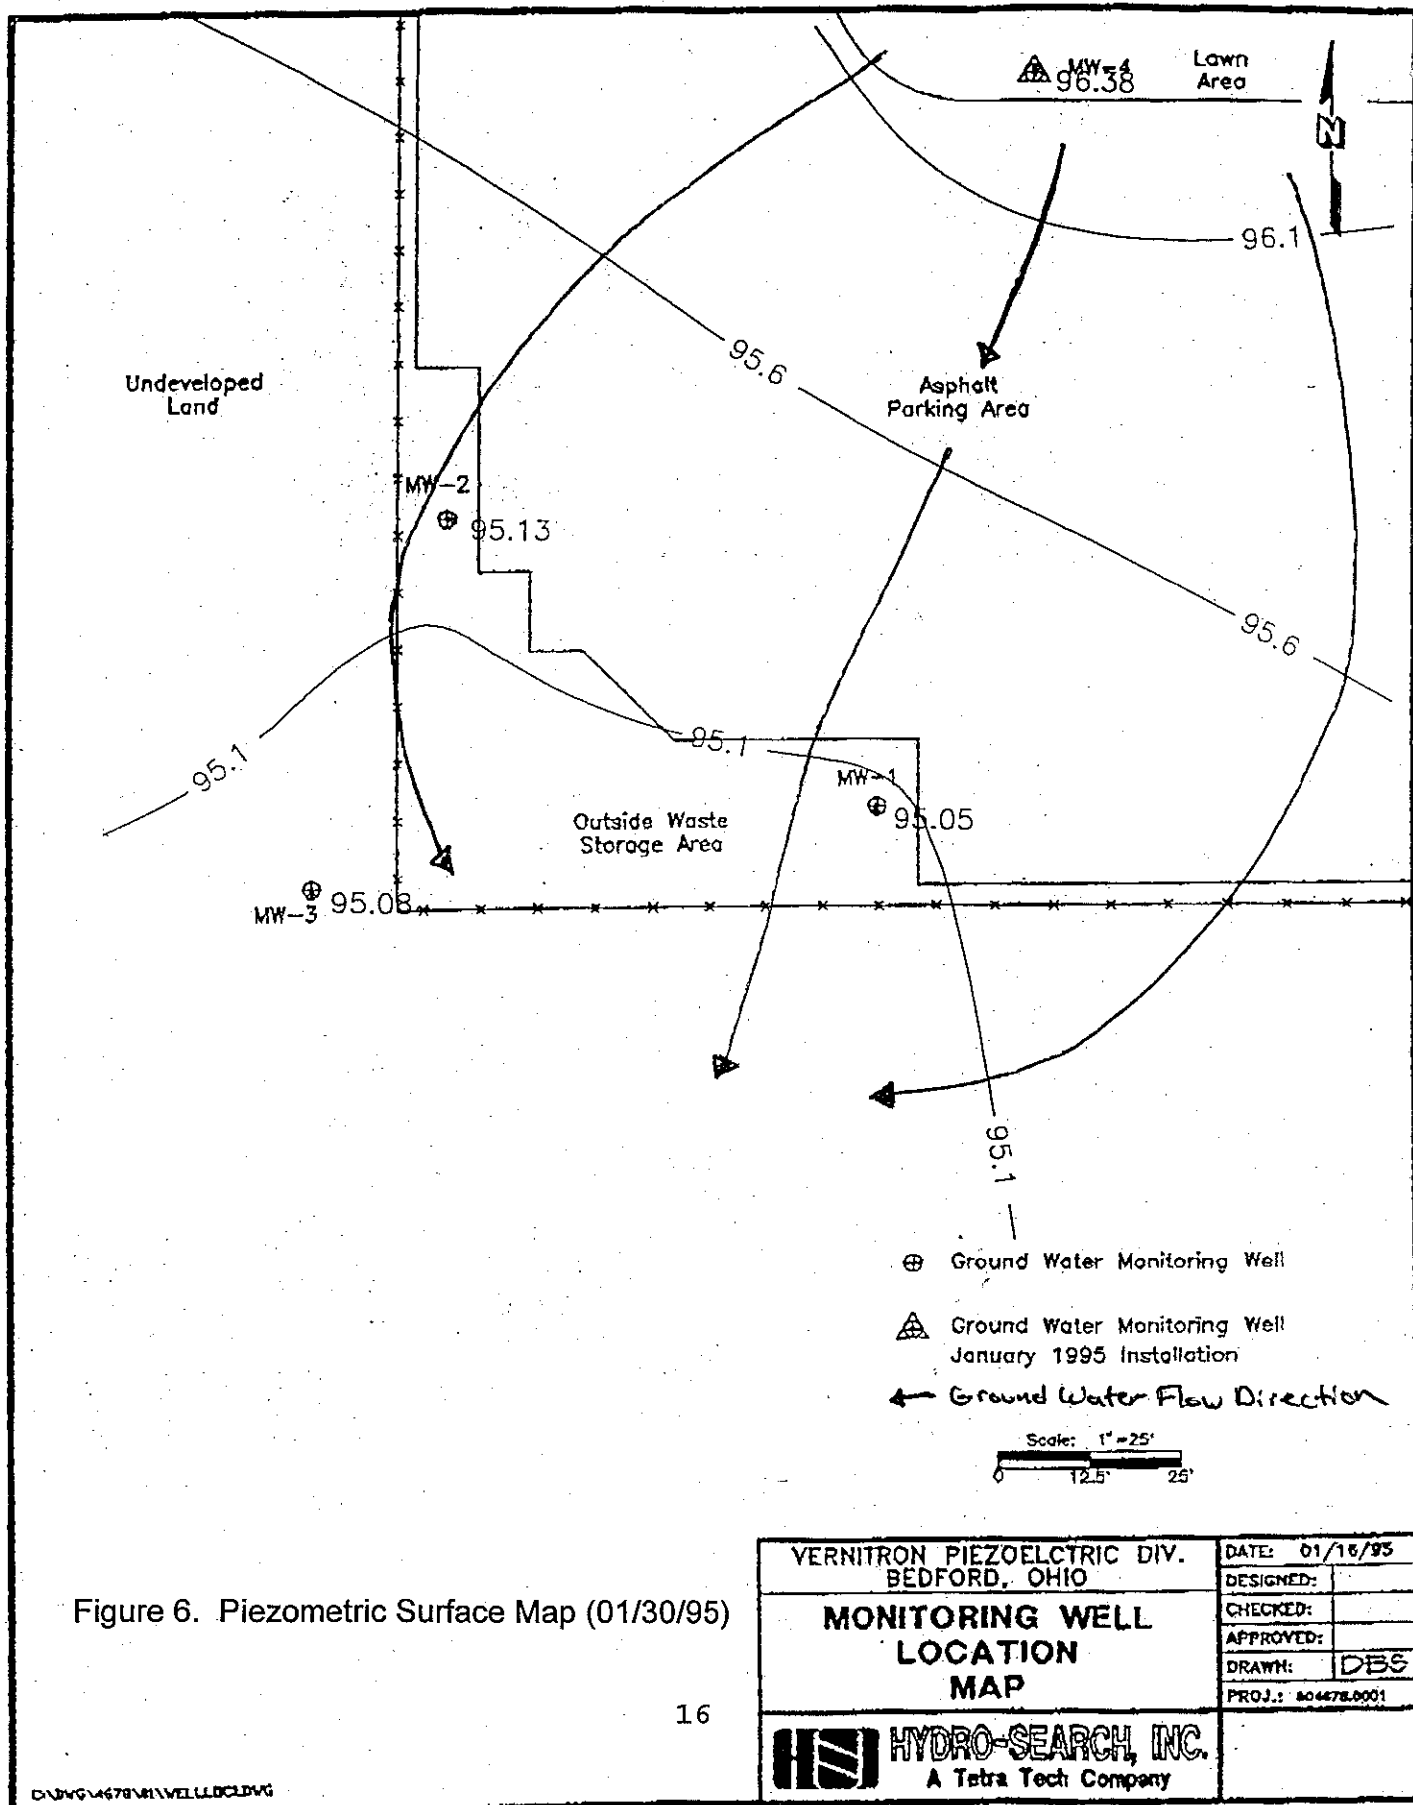 MW-4
96.38
Lawn
Area
N
96.1
95.6
Undeveloped
Land
Asphalt
Parking Area
MW-2
95.13
95.6
95.1
95.1
MW-1
95.05
Outside Waste
Storage Area
MW-3 95.08
95.1
Ground Water Monitoring Well
Ground Water Monitoring Well
January 1995 Installation
Ground Water Flow Direction
Scale: 1"=25'
0 12.5' 25'
VERNITRON PIEZOELCTRIC DIV.
BEDFORD, OHIO
MONITORING WELL
LOCATION
MAP
DATE: 01/16/95
DESIGNED:
CHECKED:
APPROVED:
DRAWN: DBS
PROJ.:
HYDRO-SEARCH, INC.
A Tetra Tech Company
Figure 6. Piezometric Surface Map (01/30/95)
16